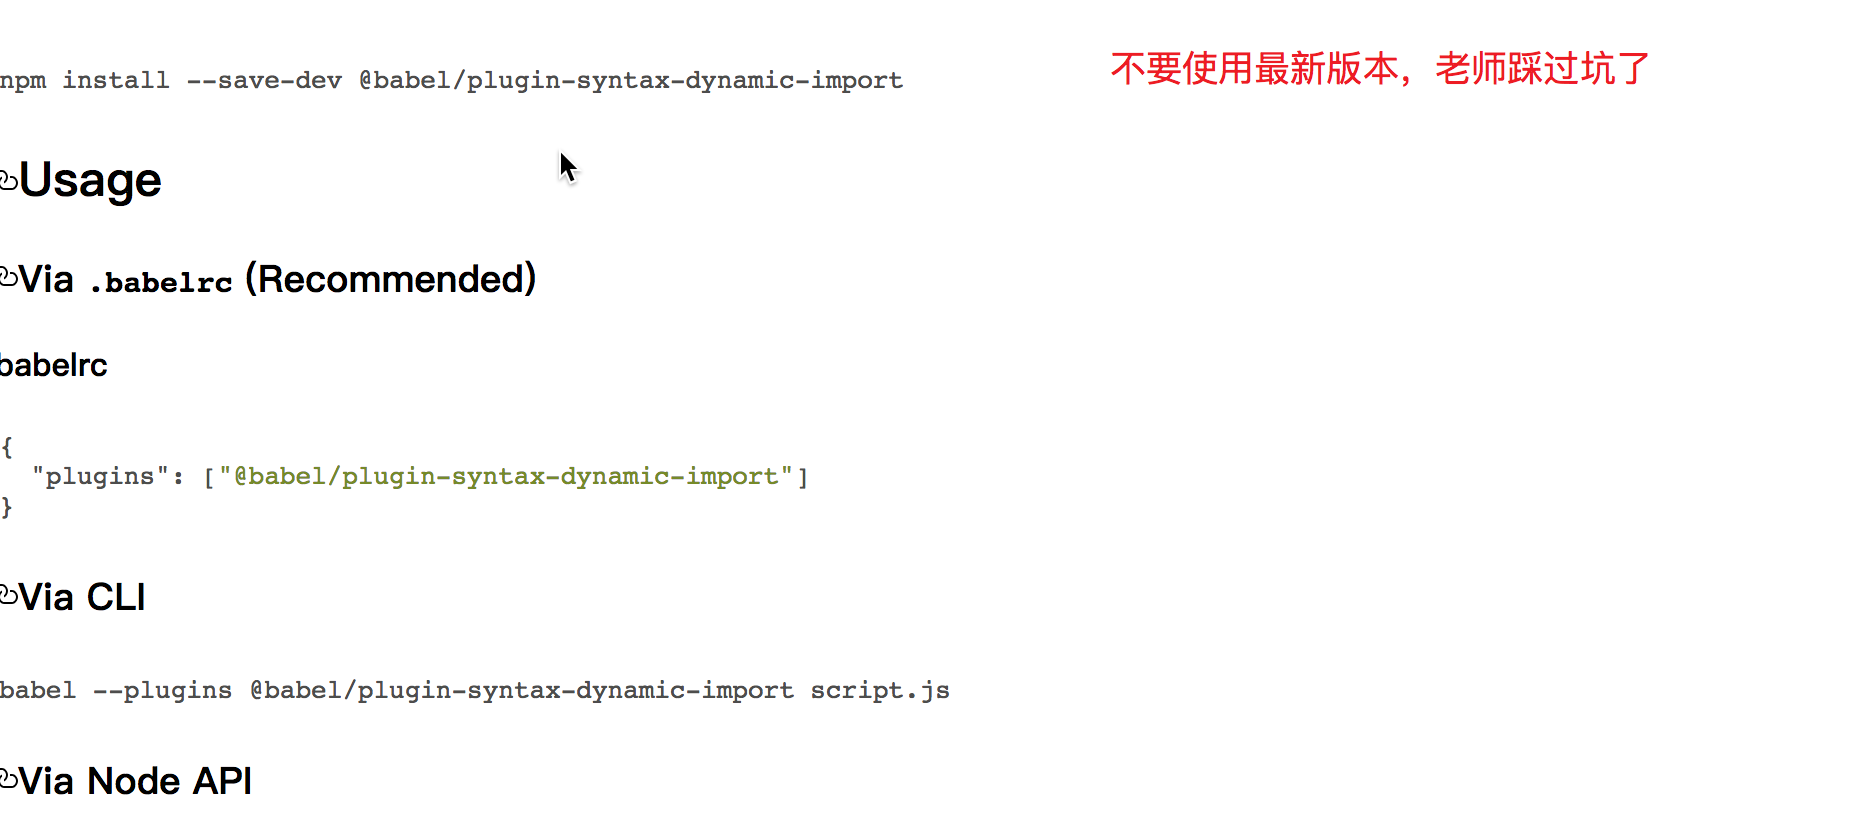 npm install --save-dev @babel/plugin-syntax-dynamic-import
不要使用最新版本，老师踩过坑了
Usage
Via .babelrc (Recommended)
babelrc
{
"plugins": ["@babel/plugin-syntax-dynamic-import"]
}
Via CLI
babel --plugins @babel/plugin-syntax-dynamic-import script.js
Via Node API